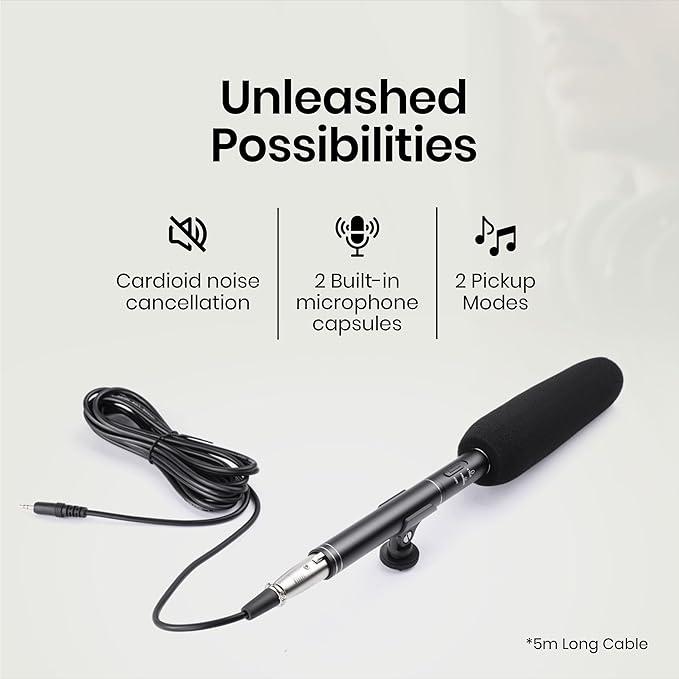 Unleashed
Possibilities
Cardioid noise
cancellation
2 Built-in
microphone
capsules
2 Pickup
Modes
*5m Long Cable